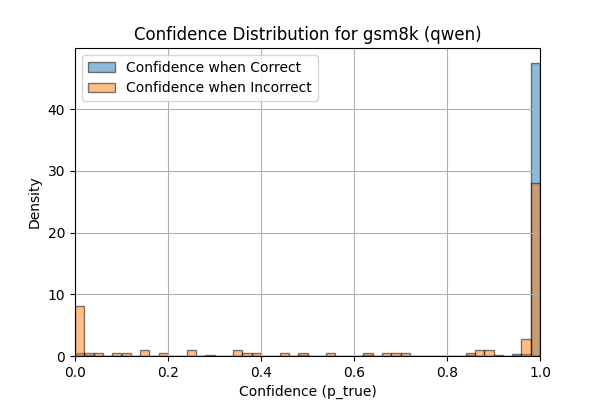 Confidence Distribution for gsm8k (qwen)
Confidence when Correct
Confidence when Incorrect
Density
40
30
20
10
0
0.0 0.2 0.4 0.6 0.8 1.0
Confidence (p_true)